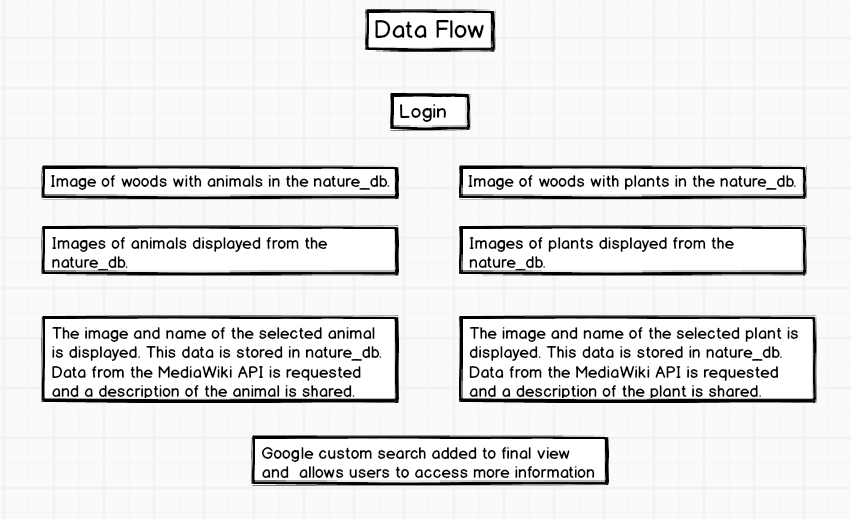 Data Flow
Login
Image of woods with animals in the nature_db.
Image of woods with plants in the nature_db.
Images of animals displayed from the
nature_db.
Images of plants displayed from the
nature_db.
The image and name of the selected animal
is displayed. This data is stored in nature_db.
Data from the MediaWiki API is requested
and a description of the animal is shared.
The image and name of the selected plant is
displayed. This data is stored in nature_db.
Data from the MediaWiki API is requested
and a description of the plant is shared.
Google custom search added to final view
and  allows users to access more information